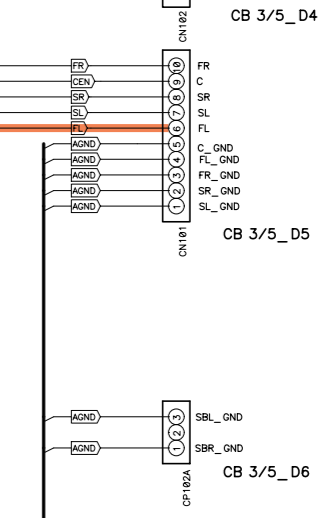 CN102
CB 3/5_D4
FR 10 FR
CEN 9 C
SR 8 SR
SL 7 SL
FL 6 FL
AGND 5 C_GND
AGND 4 FL_GND
AGND 3 FR_GND
AGND 2 SR_GND
AGND 1 SL_GND
CN101
CB 3/5_D5
AGND 3 SBL_GND
2
AGND 1 SBR_GND
CP102A
CB 3/5_D6